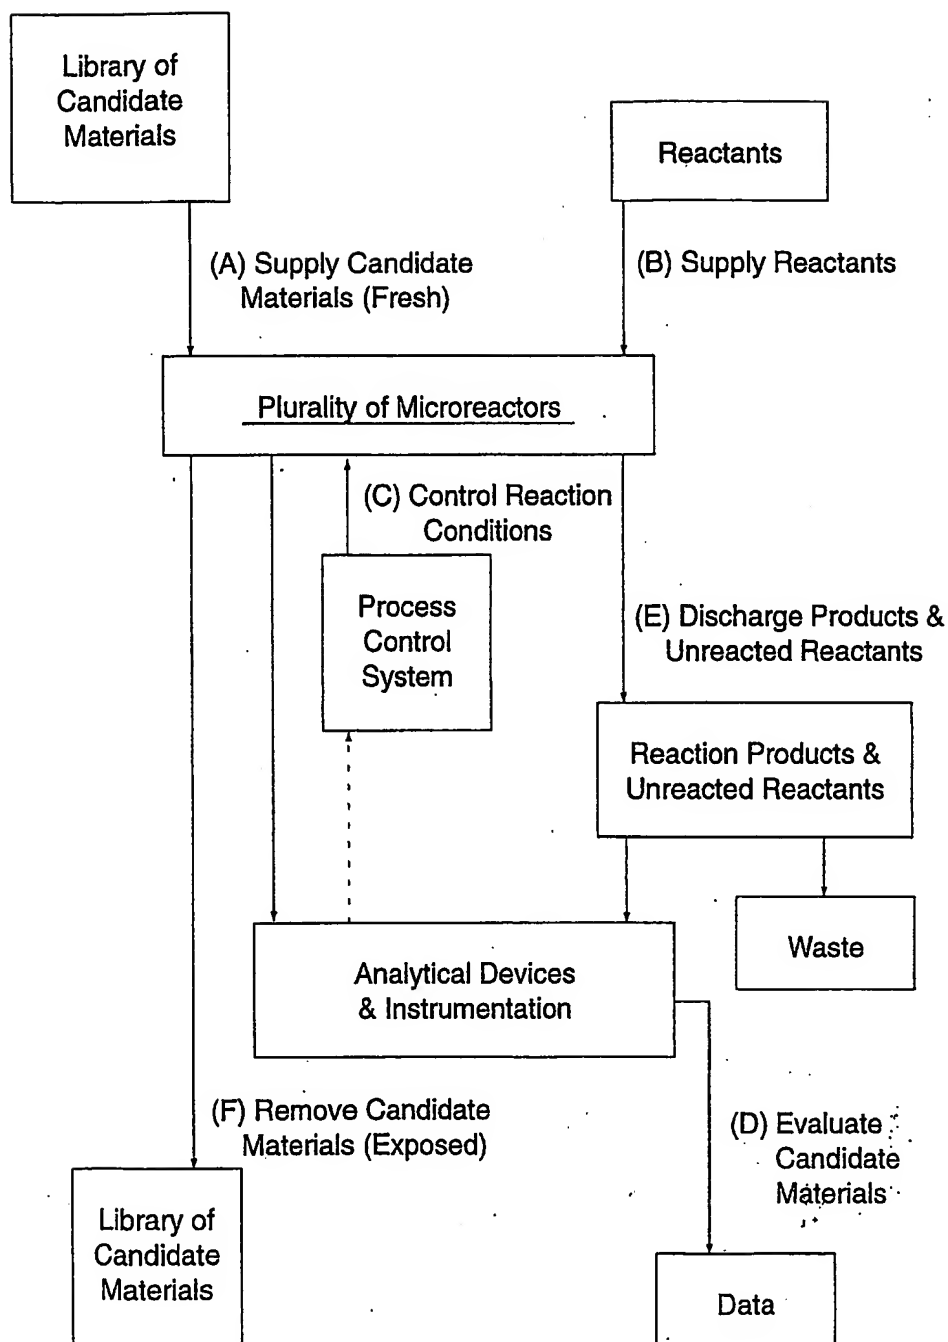 Library of
Candidate
Materials
Reactants
(A) Supply Candidate
Materials (Fresh)
(B) Supply Reactants
Plurality of Microreactors
(C) Control Reaction
Conditions
Process
Control
System
(E) Discharge Products &
Unreacted Reactants
Reaction Products &
Unreacted Reactants
Waste
Analytical Devices
& Instrumentation
(F) Remove Candidate
Materials (Exposed)
(D) Evaluate
Candidate
Materials
Library of
Candidate
Materials
Data